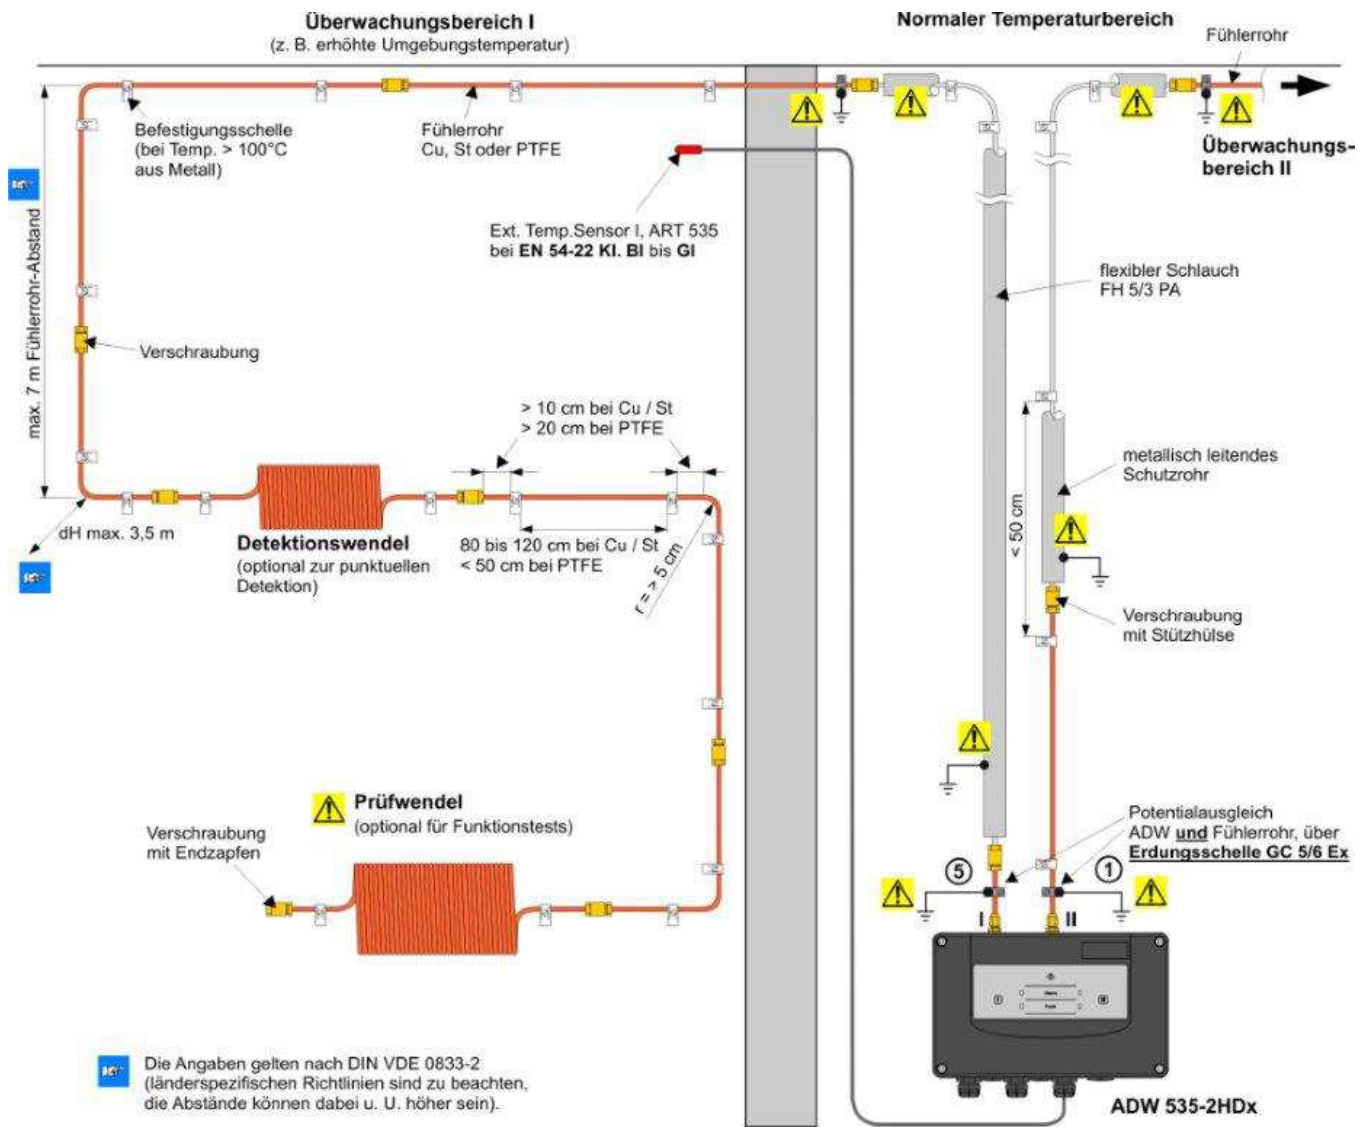 Überwachungsbereich I
(z. B. erhöhte Umgebungstemperatur)
Normaler Temperaturbereich
Fühlerrohr
Befestigungsschelle
(bei Temp. > 100°C
aus Metall)
Fühlerrohr
Cu, St oder PTFE
Überwachungs-
bereich II
max. 7 m Fühlerrohr-Abstand
Ext. Temp.Sensor I, ART 535
bei EN 54-22 Kl. BI bis GI
flexibler Schlauch
FH 5/3 PA
Verschraubung
> 10 cm bei Cu / St
> 20 cm bei PTFE
metallisch leitendes
Schutzrohr
< 50 cm
dH max. 3,5 m
Detektionswendel
(optional zur punktuellen
Detektion)
80 bis 120 cm bei Cu / St
< 50 cm bei PTFE
r = > 5 cm
Verschraubung
mit Stützhülse
Prüfwendel
(optional für Funktionstests)
Verschraubung
mit Endzapfen
Potentialausgleich
ADW und Fühlerrohr, über
Erdungsschelle GC 5/6 Ex
5
1
I
II
Die Angaben gelten nach DIN VDE 0833-2
(länderspezifischen Richtlinien sind zu beachten,
die Abstände können dabei u. U. höher sein).
ADW 535-2HDx